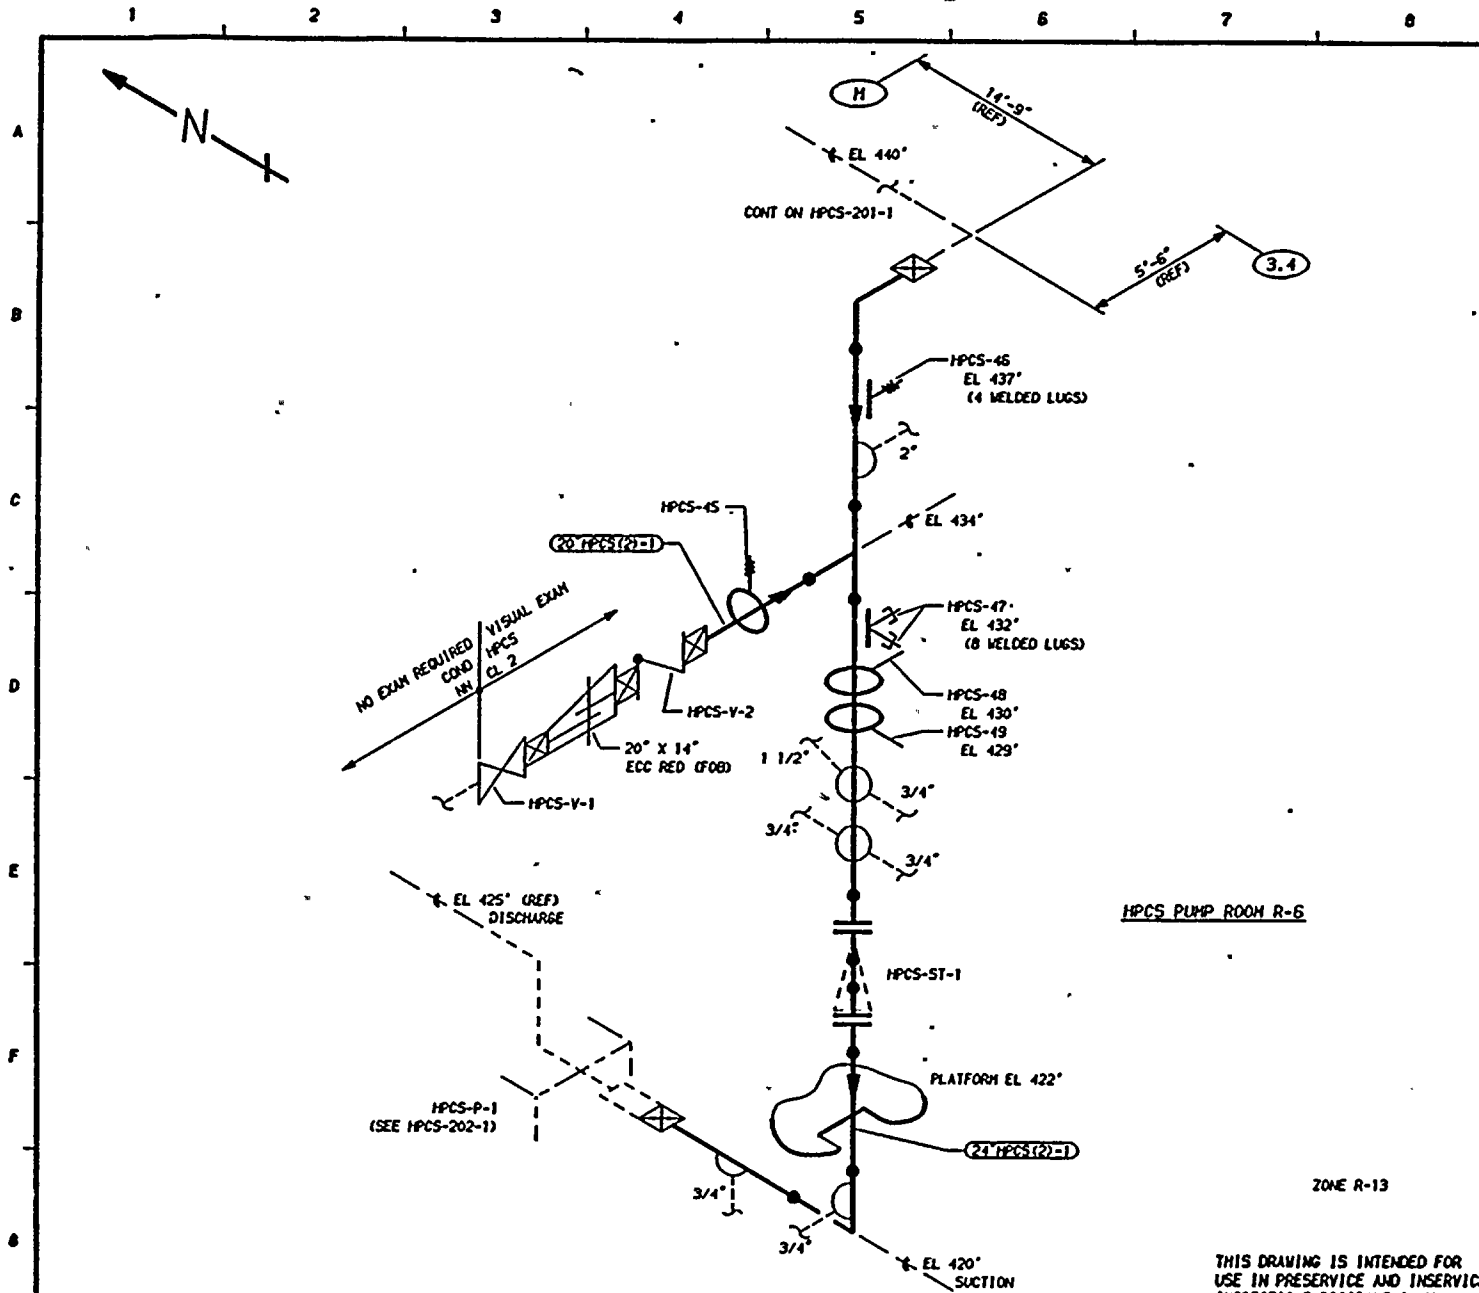 1 2 3 4 5 6 7 8
A
N
H
14'-9"
(REF)
EL 440'
CONT ON HPCS-201-1
5'-6"
(REF)
3.4
B
HPCS-46
EL 437'
(4 WELDED LUGS)
2"
C
HPCS-45
EL 434'
20"HPCS(2)-1
HPCS-47
EL 432'
(8 WELDED LUGS)
NO EXAM REQUIRED
VISUAL EXAM
COND
HPCS
NN
CL 2
D
HPCS-48
EL 430'
HPCS-V-2
HPCS-49
EL 429'
20" X 14"
ECC RED (FOB)
1 1/2"
3/4"
HPCS-V-1
3/4"
3/4"
E
EL 425' (REF)
DISCHARGE
HPCS PUMP ROOM R-6
HPCS-ST-1
F
PLATFORM EL 422'
HPCS-P-1
(SEE HPCS-202-1)
24"HPCS(2)-1
3/4"
ZONE R-13
G
3/4"
EL 420'
SUCTION
THIS DRAWING IS INTENDED FOR
USE IN PRESERVICE AND INSERVIC